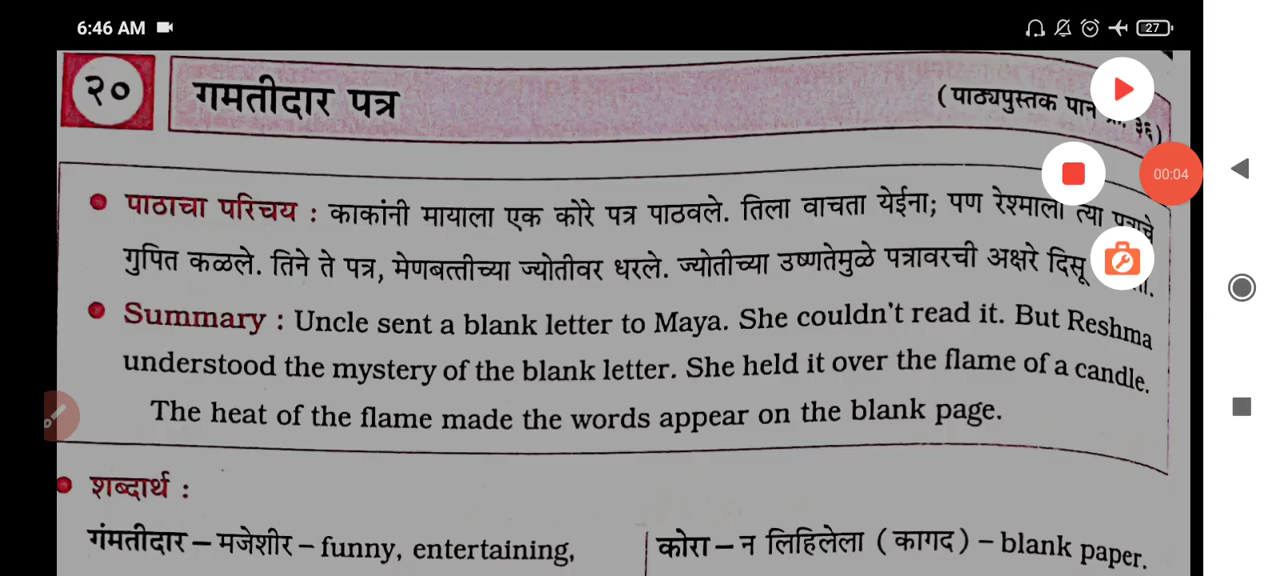 6:46 AM
27
२० गमतीदार पत्र
(पाठ्यपुस्तक पान ३६)
00:04
पाठाचा परिचय : काकांनी मायाला एक कोरे पत्र पाठवले. तिला वाचता येईना; पण रेश्माला त्या पत्राचे
गुपित कळले. तिने ते पत्र, मेणबत्तीच्या ज्योतीवर धरले. ज्योतीच्या उष्णतेमुळे पत्रावरची अक्षरे दिसू
Summary : Uncle sent a blank letter to Maya. She couldn't read it. But Reshma
understood the mystery of the blank letter. She held it over the flame of a candle.
The heat of the flame made the words appear on the blank page.
शब्दार्थ :
गंमतीदार – मजेशीर – funny, entertaining,
कोरा – न लिहिलेला (कागद) – blank paper.